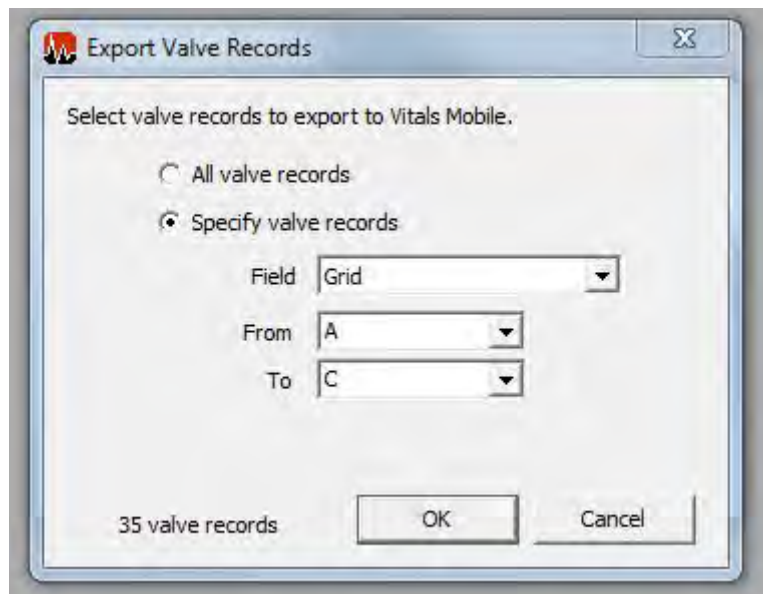 Export Valve Records
Select valve records to export to Vitals Mobile.
All valve records
Specify valve records
Field Grid
From A
To C
35 valve records OK Cancel